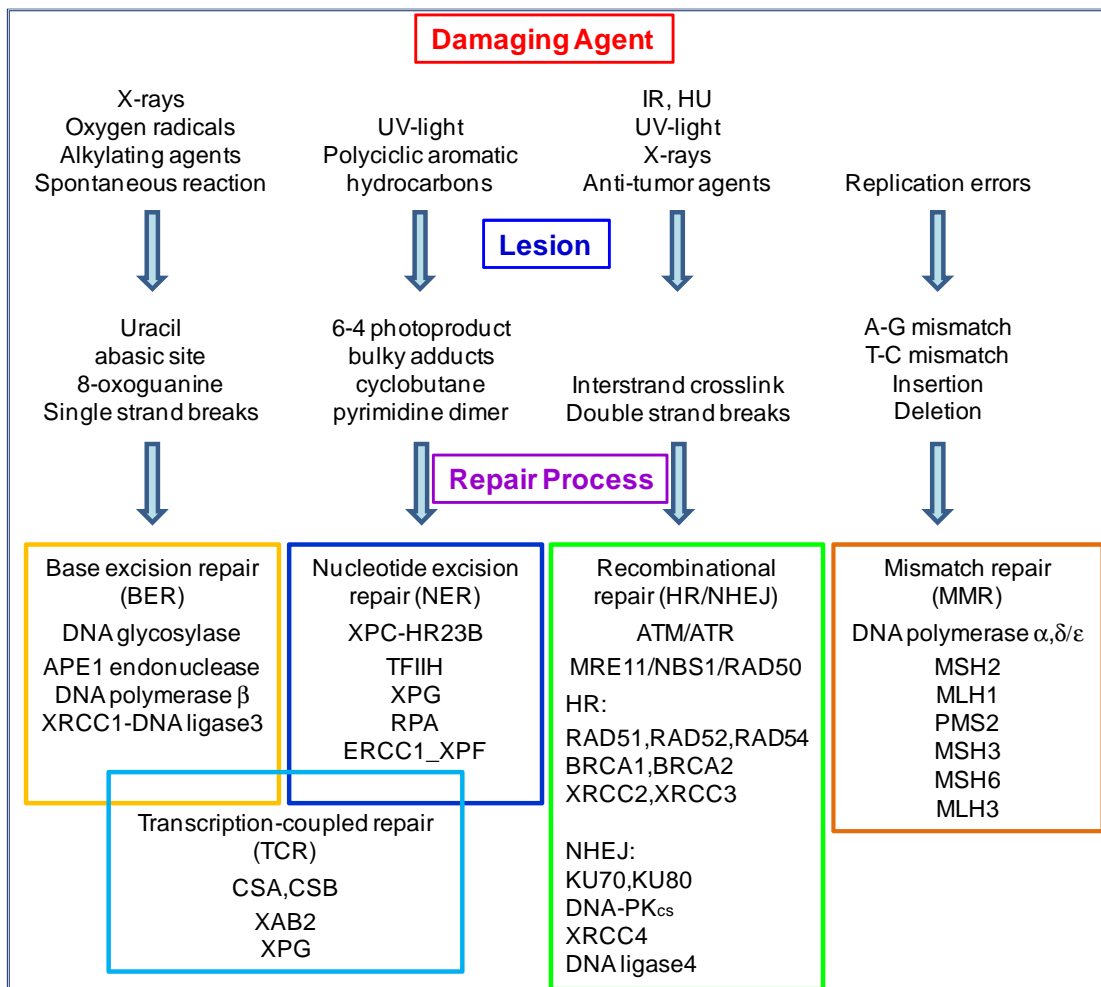 Damaging Agent
X-rays
Oxygen radicals
Alkylating agents
Spontaneous reaction
UV-light
Polyciclic aromatic
hydrocarbons
IR, HU
UV-light
X-rays
Anti-tumor agents
Replication errors
Lesion
Uracil
abasic site
8-oxoguanine
Single strand breaks
6-4 photoproduct
bulky adducts
cyclobutane
pyrimidine dimer
Interstrand crosslink
Double strand breaks
A-G mismatch
T-C mismatch
Insertion
Deletion
Repair Process
Base excision repair
(BER)
DNA glycosylase
APE1 endonuclease
DNA polymerase β
XRCC1-DNA ligase3
Nucleotide excision
repair (NER)
XPC-HR23B
TFIIH
XPG
RPA
ERCC1_XPF
Transcription-coupled repair
(TCR)
CSA,CSB
XAB2
XPG
Recombinational
repair (HR/NHEJ)
ATM/ATR
MRE11/NBS1/RAD50
HR:
RAD51,RAD52,RAD54
BRCA1,BRCA2
XRCC2,XRCC3
NHEJ:
KU70,KU80
DNA-PKcs
XRCC4
DNA ligase4
Mismatch repair
(MMR)
DNA polymerase α,δ/ε
MSH2
MLH1
PMS2
MSH3
MSH6
MLH3